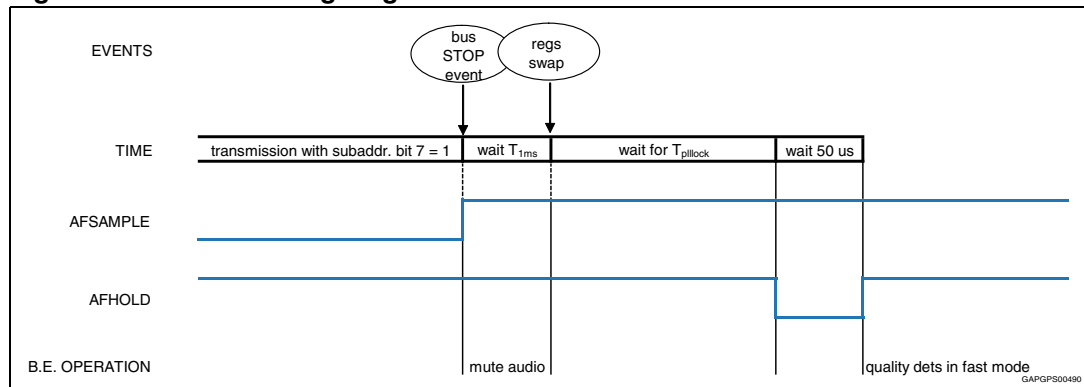 EVENTS
bus
STOP
event
regs
swap
TIME
transmission with subaddr. bit 7 = 1
wait T1ms
wait for Tplllock
wait 50 us
AFSAMPLE
AFHOLD
B.E. OPERATION
mute audio
quality dets in fast mode
GAPGPS00490